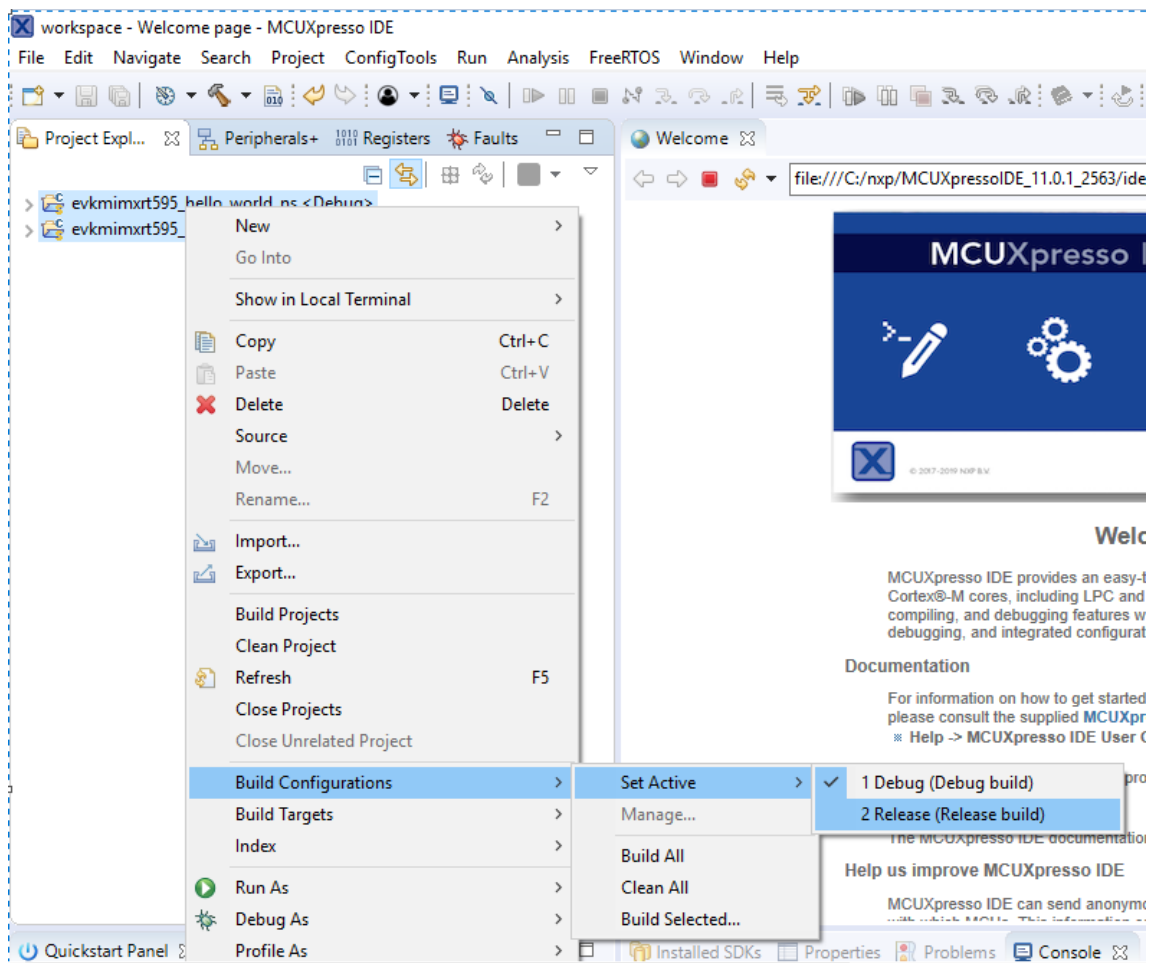 workspace - Welcome page - MCUXpresso IDE
File Edit Navigate Search Project ConfigTools Run Analysis FreeRTOS Window Help
Project Expl... Peripherals+ Registers Faults
Welcome
file:///C:/nxp/MCUXpressoIDE_11.0.1_2563/ide
evkmimxrt595_hello_world_ns <Debug>
evkmimxrt595_
New
Go Into
Show in Local Terminal
Copy Ctrl+C
Paste Ctrl+V
Delete Delete
Source
Move...
Rename... F2
Import...
Export...
Build Projects
Clean Project
Refresh F5
Close Projects
Close Unrelated Project
Build Configurations
Build Targets
Index
Run As
Debug As
Profile As
Set Active
Manage...
Build All
Clean All
Build Selected...
1 Debug (Debug build)
2 Release (Release build)
MCUXpresso
© 2017-2019 NXP B.V.
Welc
MCUXpresso IDE provides an easy-t
Cortex®-M cores, including LPC and
compiling, and debugging features w
debugging, and integrated configurat
Documentation
For information on how to get started
please consult the supplied MCUXpr
Help -> MCUXpresso IDE User
pro
The MCUXpresso IDE documentation
Help us improve MCUXpresso IDE
MCUXpresso IDE can send anonymo
Quickstart Panel
Installed SDKs Properties Problems Console